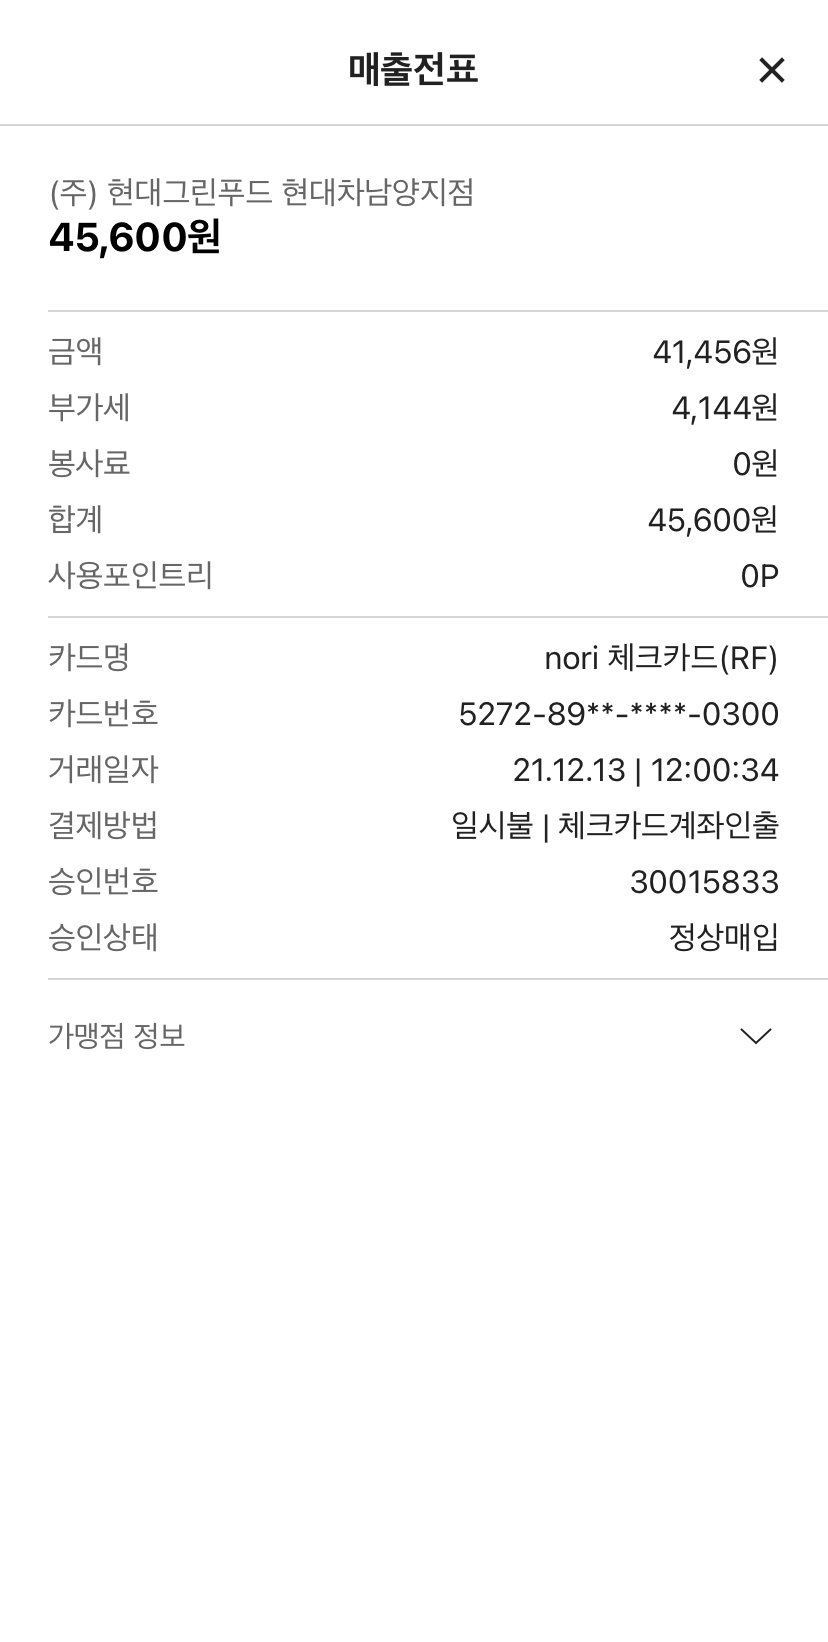 매출전표
(주) 현대그린푸드 현대차남양지점
45,600원
금액 41,456원
부가세 4,144원
봉사료 0원
합계 45,600원
사용포인트리 0P
카드명 nori 체크카드(RF)
카드번호 5272-89**-****-0300
거래일자 21.12.13 | 12:00:34
결제방법 일시불 | 체크카드계좌인출
승인번호 30015833
승인상태 정상매입
가맹점 정보